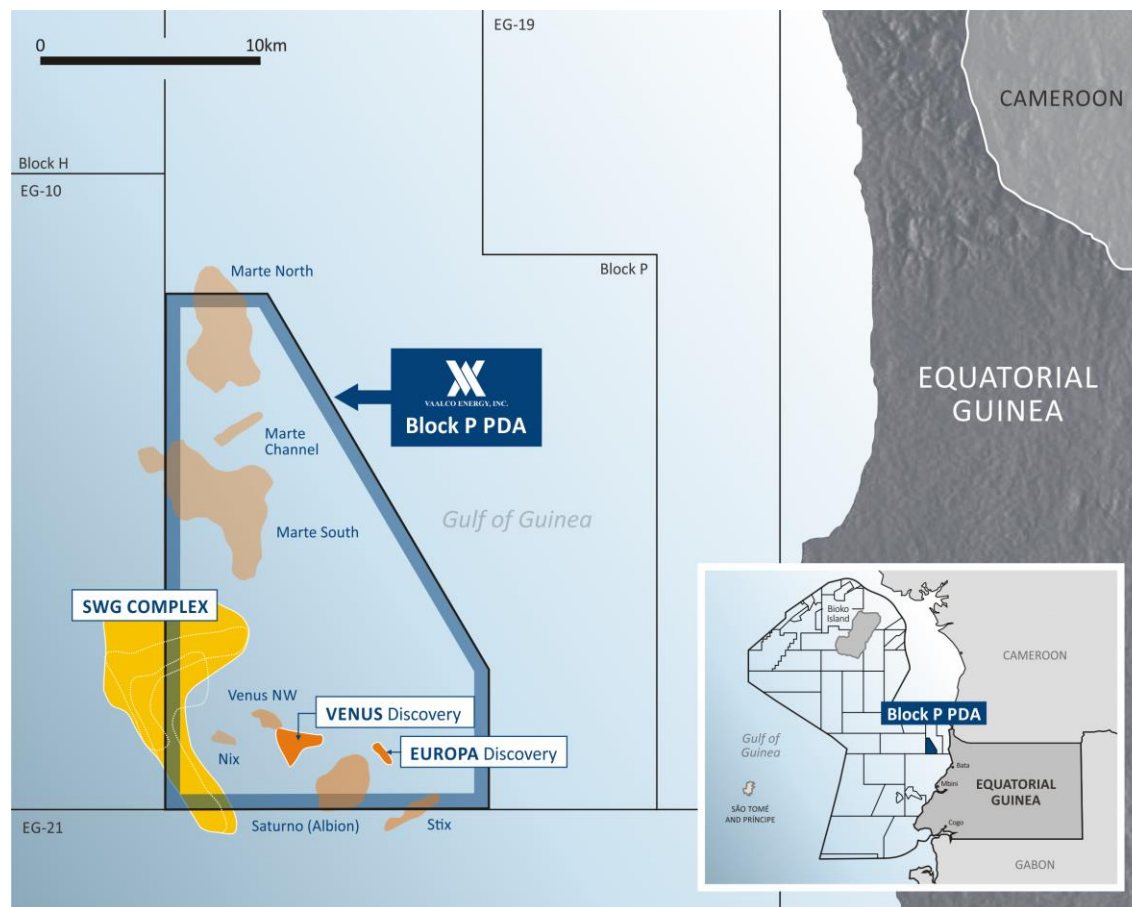 0
10km
EG-19
CAMEROON
Block H
EG-10
Marte North
Block P
VAALCO ENERGY, INC.
Block P PDA
EQUATORIAL
GUINEA
Marte
Channel
Gulf of Guinea
Marte South
SWG COMPLEX
Venus NW
VENUS Discovery
EUROPA Discovery
Nix
EG-21
Saturno (Albion)
Stix
Bioko
Island
CAMEROON
Block P PDA
Gulf of
Guinea
Bata
Mbini
EQUATORIAL
GUINEA
SÃO TOMÉ
AND PRÍNCIPE
Cogo
GABON